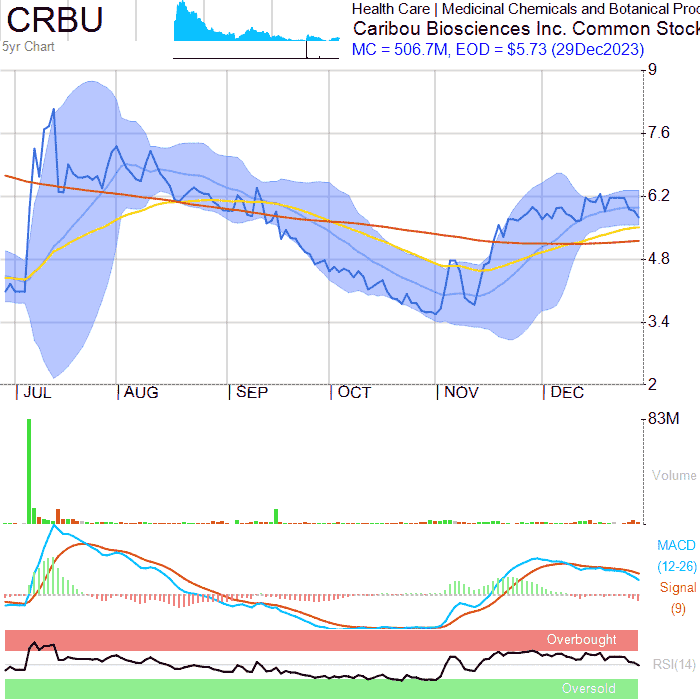 CRBU
5yr Chart
Health Care | Medicinal Chemicals and Botanical Prod
Caribou Biosciences Inc. Common Stock
MC = 506.7M, EOD = $5.73 (29Dec2023)
9
7.6
6.2
4.8
3.4
2
JUL AUG SEP OCT NOV DEC
83M
Volume
MACD
(12-26)
Signal
(9)
Overbought
RSI(14)
Oversold